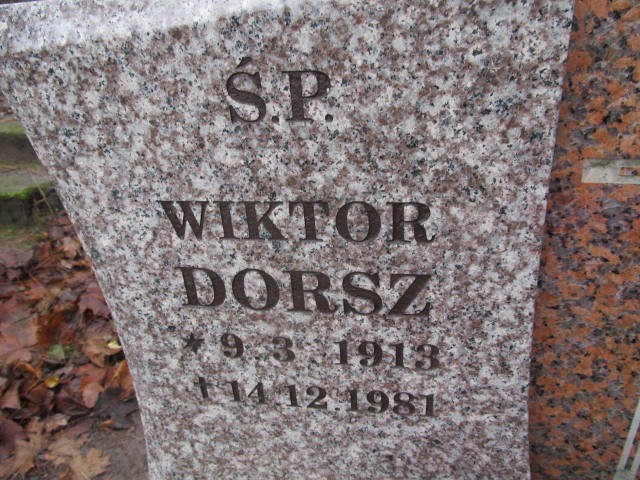 Ś.P.
WIKTOR
DORSZ
* 9.3.1913
† 14.12.1981